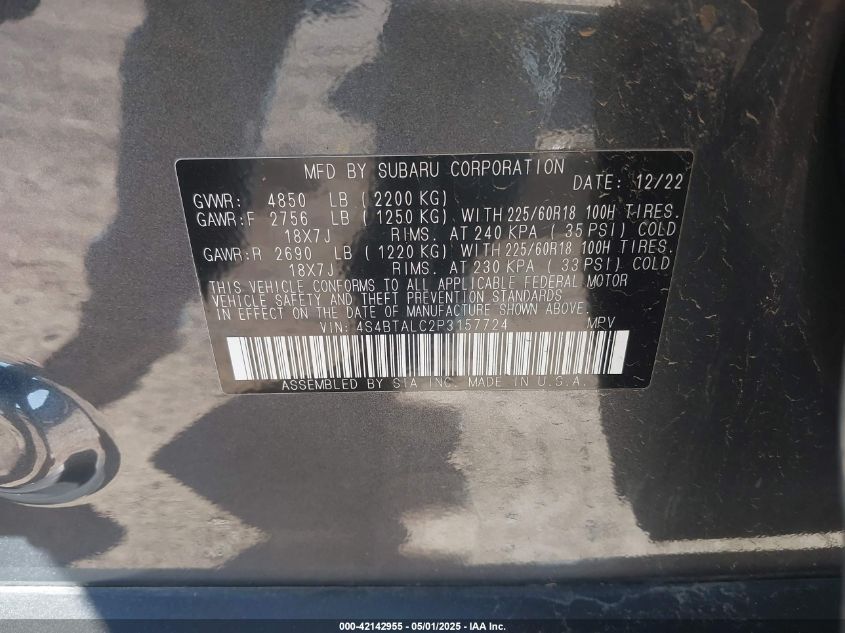 MFD BY SUBARU CORPORATION
DATE: 12/22
GVWR: 4850 LB (2200 KG)
GAWR:F 2756 LB (1250 KG) WITH 225/60R18 100H TIRES.
18X7J RIMS. AT 240 KPA (35 PSI) COLD
GAWR:R 2690 LB (1220 KG) WITH 225/60R18 100H TIRES.
18X7J RIMS. AT 230 KPA (33 PSI) COLD
THIS VEHICLE CONFORMS TO ALL APPLICABLE FEDERAL MOTOR
VEHICLE SAFETY AND THEFT PREVENTION STANDARDS
IN EFFECT ON THE DATE OF MANUFACTURE SHOWN ABOVE.
VIN: 4S4BTALC2P3157724 MPV
ASSEMBLED BY SIA INC. MADE IN U.S.A.
000-42142955 - 05/01/2025 - IAA Inc.